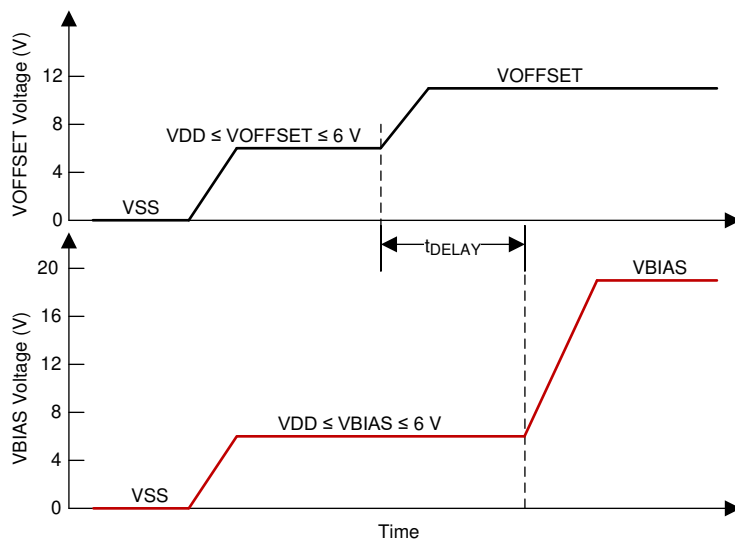 VOFFSET Voltage (V)
12
8
4
0
VOFFSET
VDD ≤ VOFFSET ≤ 6 V
VSS
tDELAY
VBIAS Voltage (V)
20
16
12
8
4
0
VBIAS
VDD ≤ VBIAS ≤ 6 V
VSS
Time